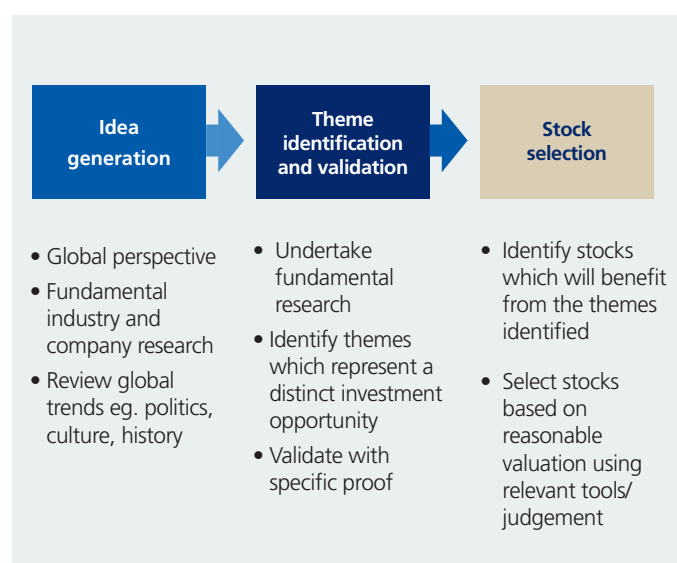 Idea
generation
Theme
identification
and validation
Stock
selection
• Global perspective
• Fundamental
industry and
company research
• Review global
trends eg. politics,
culture, history
• Undertake
fundamental
research
• Identify themes
which represent a
distinct investment
opportunity
• Validate with
specific proof
• Identify stocks
which will benefit
from the themes
identified
• Select stocks
based on
reasonable
valuation using
relevant tools/
judgement